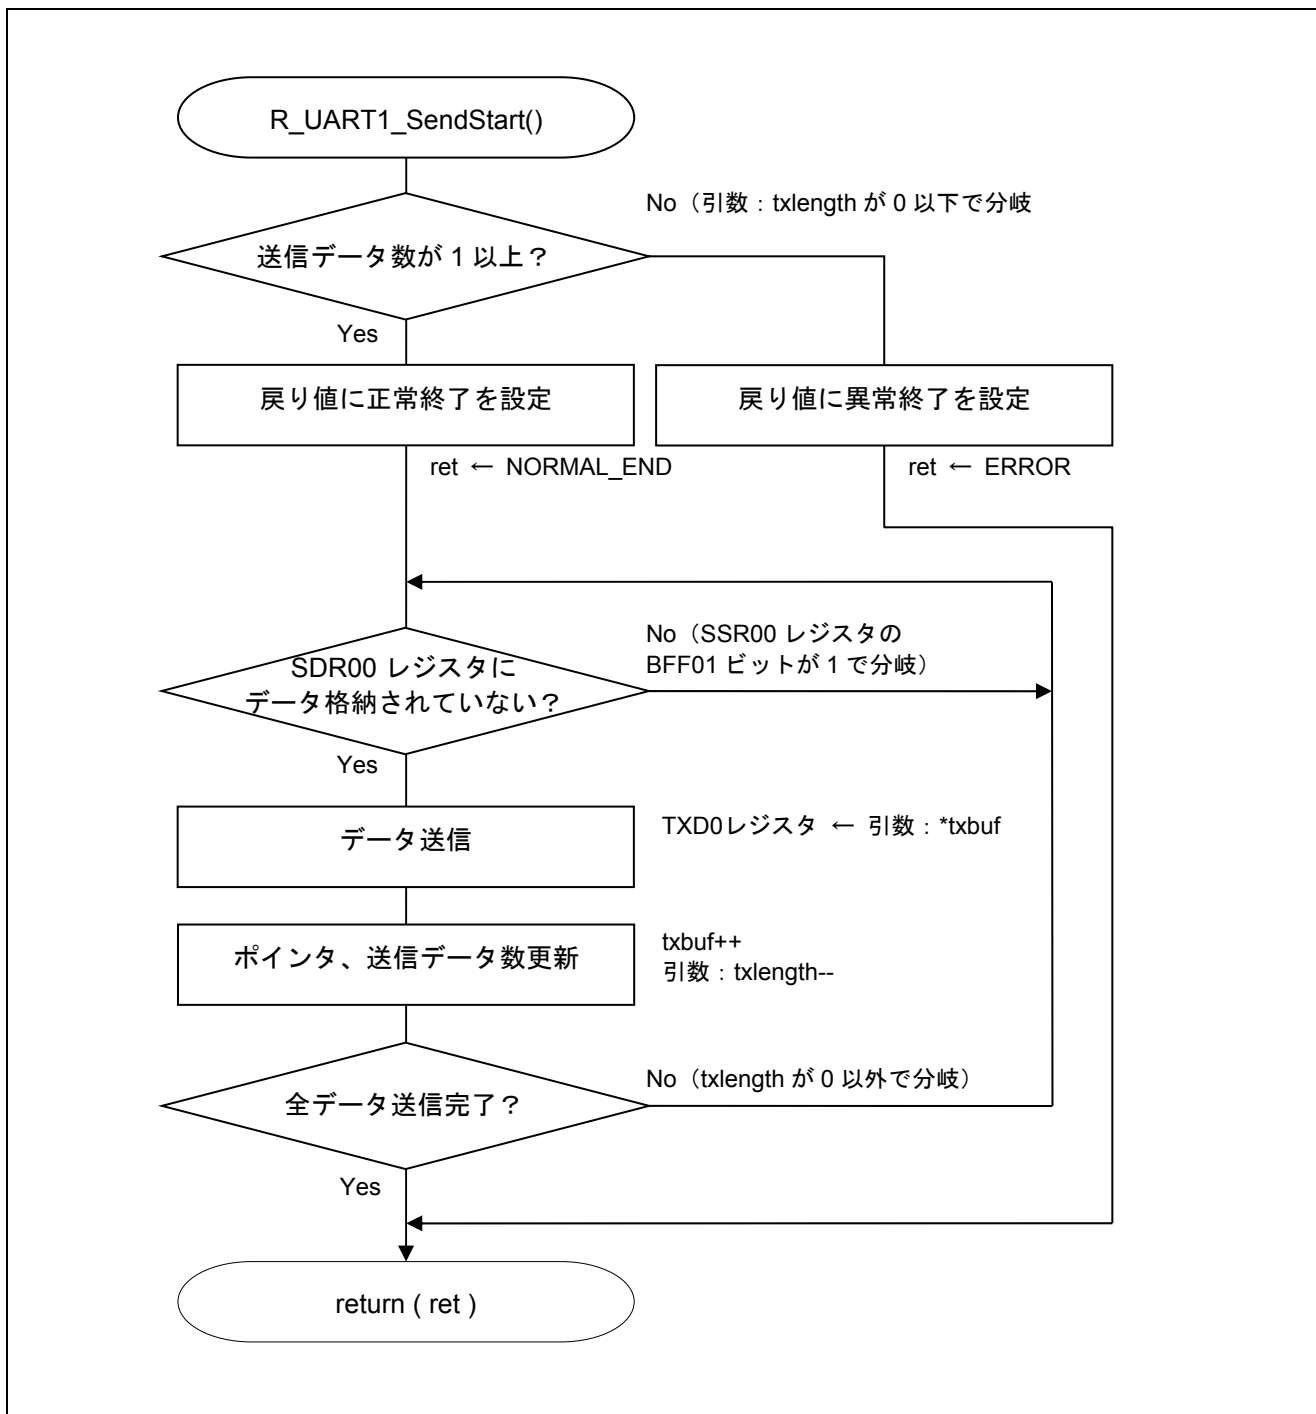 R_UART1_SendStart()
No（引数：txlength が 0 以下で分岐
送信データ数が 1 以上？
Yes
戻り値に正常終了を設定
戻り値に異常終了を設定
ret ← NORMAL_END
ret ← ERROR
No（SSR00 レジスタの
BFF01 ビットが 1 で分岐）
SDR00 レジスタに
データ格納されていない？
Yes
データ送信
TXD0レジスタ ← 引数：*txbuf
ポインタ、送信データ数更新
txbuf++
引数：txlength--
No（txlength が 0 以外で分岐）
全データ送信完了？
Yes
return ( ret )